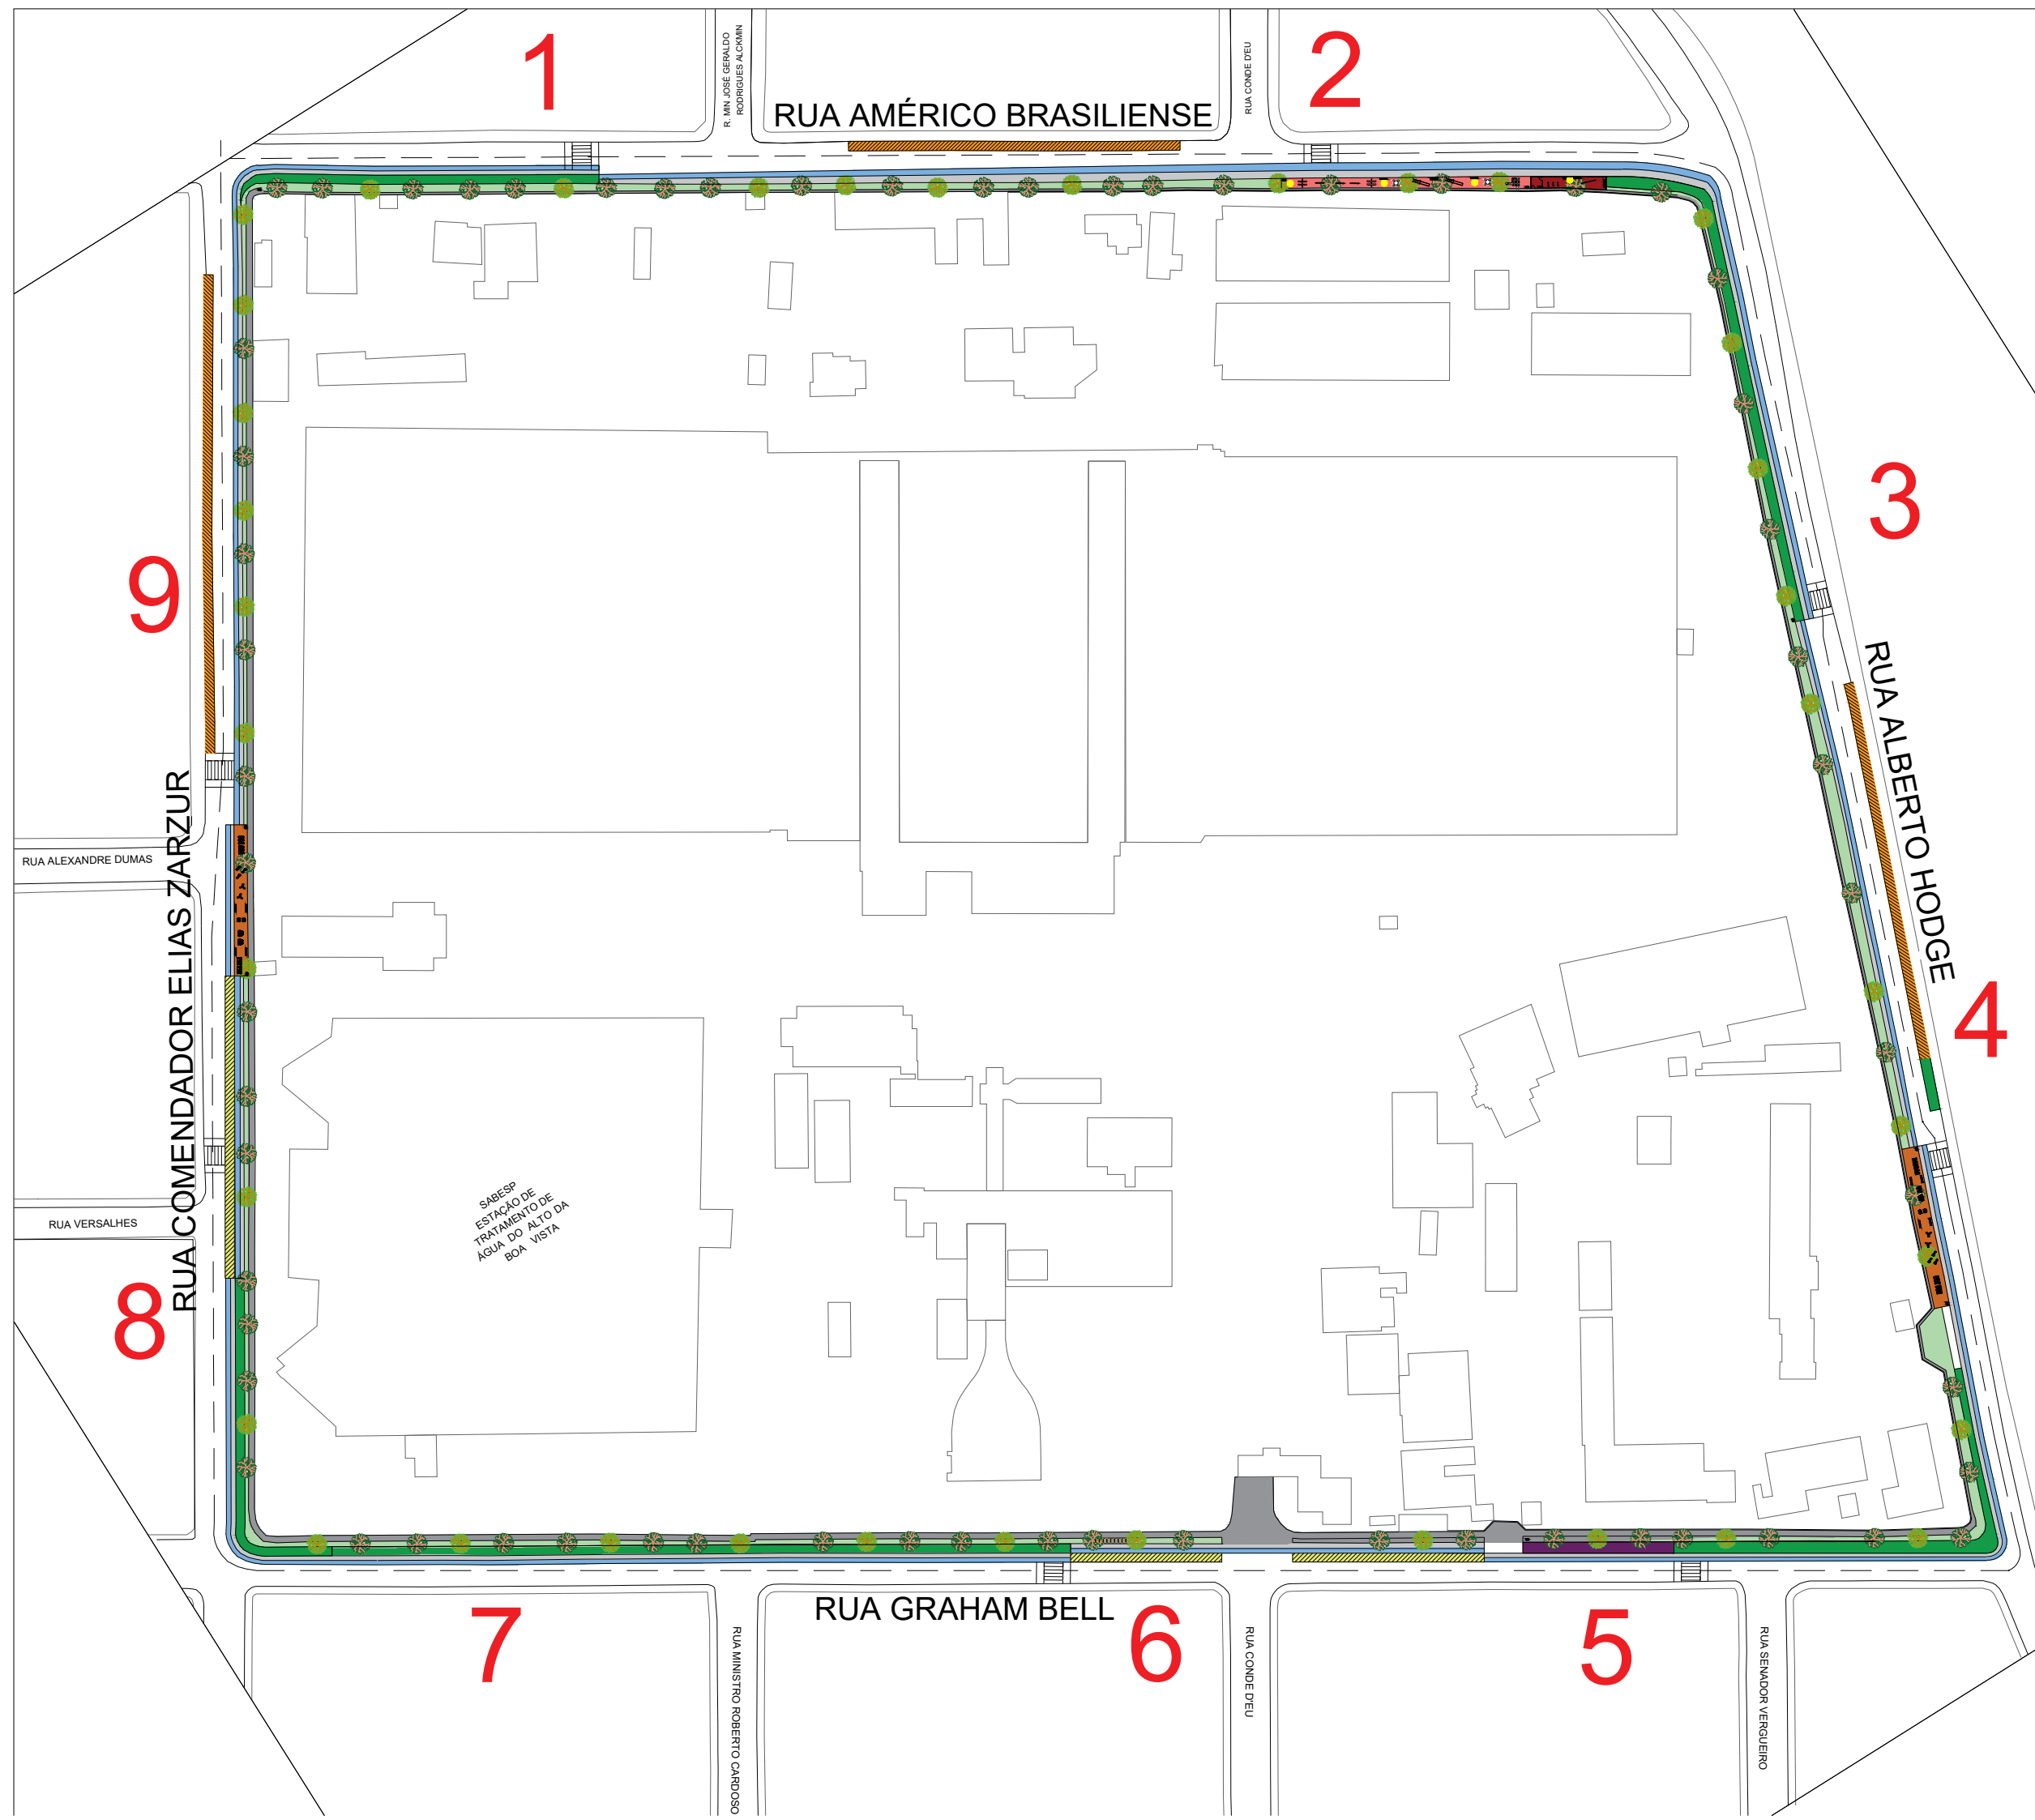 1
R. MIN JOSÉ GERALDO
RODRIGUES ALCKMIN
RUA AMÉRICO BRASILIENSE
RUA CONDE D'EU
2
3
9
RUA ALBERTO HODGE
RUA ALEXANDRE DUMAS
RUA COMENDADOR ELIAS ZARZUR
4
SABESP
ESTAÇÃO DE
TRATAMENTO DE
ÁGUA DO ALTO DA
BOA VISTA
RUA VERSALHES
8
7
RUA MINISTRO ROBERTO CARDOSO
RUA GRAHAM BELL
6
RUA CONDE D'EU
5
RUA SENADOR VERGUEIRO